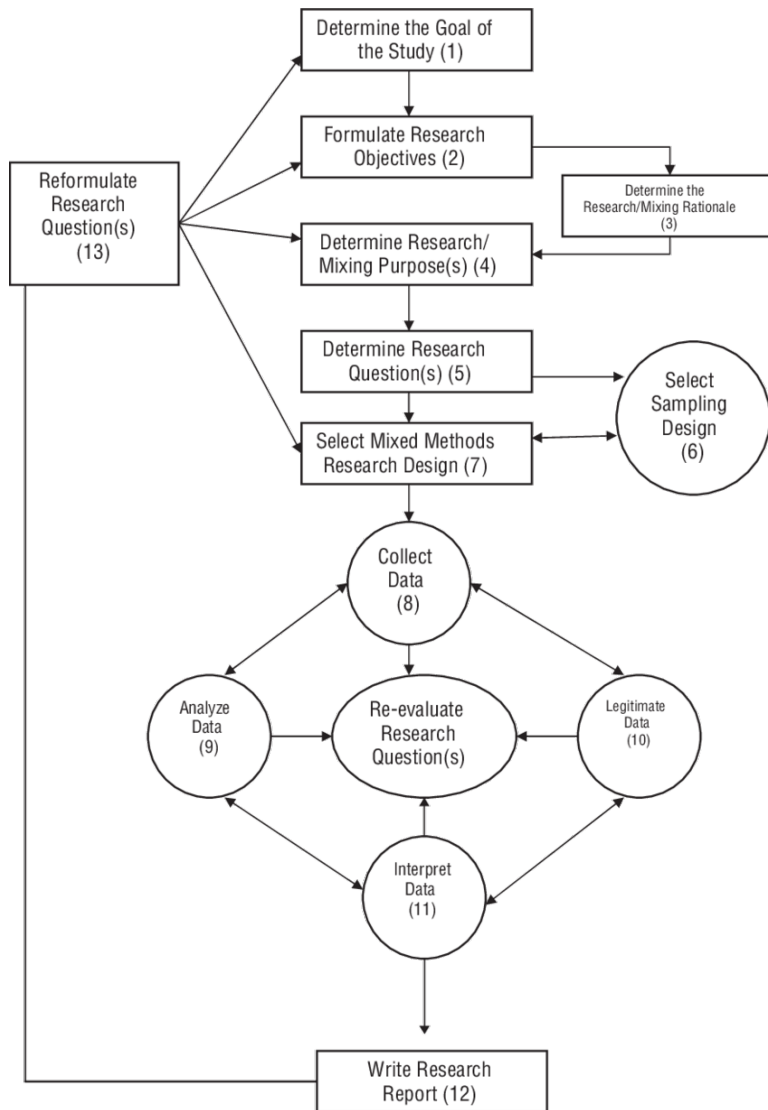 Determine the Goal of
the Study (1)
Formulate Research
Objectives (2)
Reformulate
Research
Question(s)
(13)
Determine the
Research/Mixing Rationale
(3)
Determine Research/
Mixing Purpose(s) (4)
Determine Research
Question(s) (5)
Select
Sampling
Design
(6)
Select Mixed Methods
Research Design (7)
Collect
Data
(8)
Analyze
Data
(9)
Re-evaluate
Research
Question(s)
Legitimate
Data
(10)
Interpret
Data
(11)
Write Research
Report (12)